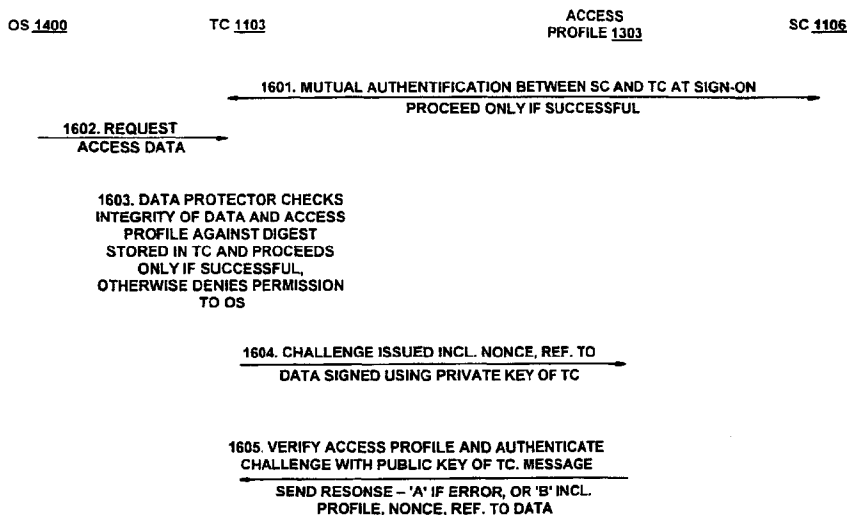 OS 1400
TC 1103
ACCESS
PROFILE 1303
SC 1106
1601. MUTUAL AUTHENTIFICATION BETWEEN SC AND TC AT SIGN-ON
PROCEED ONLY IF SUCCESSFUL
1602. REQUEST
ACCESS DATA
1603. DATA PROTECTOR CHECKS
INTEGRITY OF DATA AND ACCESS
PROFILE AGAINST DIGEST
STORED IN TC AND PROCEEDS
ONLY IF SUCCESSFUL,
OTHERWISE DENIES PERMISSION
TO OS
1604. CHALLENGE ISSUED INCL. NONCE, REF. TO
DATA SIGNED USING PRIVATE KEY OF TC
1605. VERIFY ACCESS PROFILE AND AUTHENTICATE
CHALLENGE WITH PUBLIC KEY OF TC. MESSAGE
SEND RESONSE – 'A' IF ERROR, OR 'B' INCL.
PROFILE, NONCE, REF. TO DATA